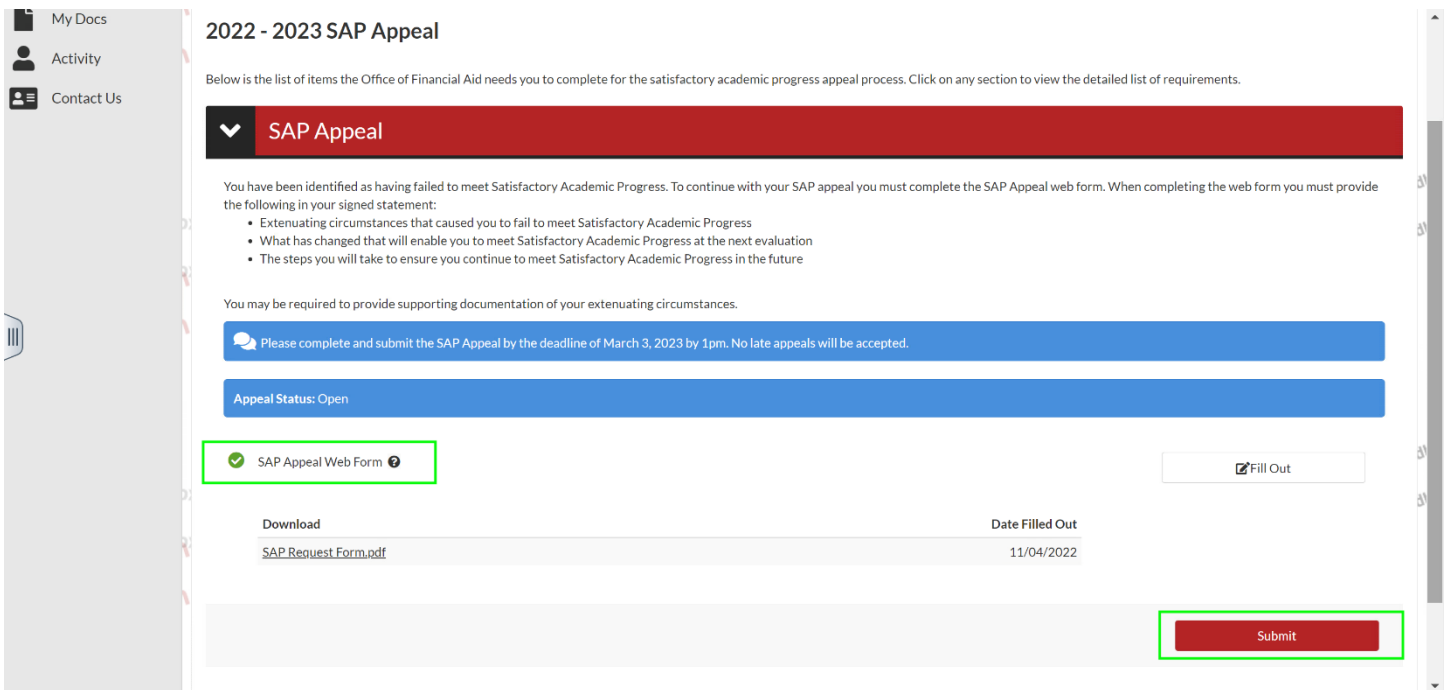 My Docs
Activity
Contact Us
2022 - 2023 SAP Appeal
Below is the list of items the Office of Financial Aid needs you to complete for the satisfactory academic progress appeal process. Click on any section to view the detailed list of requirements.
SAP Appeal
You have been identified as having failed to meet Satisfactory Academic Progress. To continue with your SAP appeal you must complete the SAP Appeal web form. When completing the web form you must provide
the following in your signed statement:
• Extenuating circumstances that caused you to fail to meet Satisfactory Academic Progress
• What has changed that will enable you to meet Satisfactory Academic Progress at the next evaluation
• The steps you will take to ensure you continue to meet Satisfactory Academic Progress in the future
You may be required to provide supporting documentation of your extenuating circumstances.
Please complete and submit the SAP Appeal by the deadline of March 3, 2023 by 1pm. No late appeals will be accepted.
Appeal Status: Open
SAP Appeal Web Form
Fill Out
Download Date Filled Out
SAP Request Form.pdf 11/04/2022
Submit